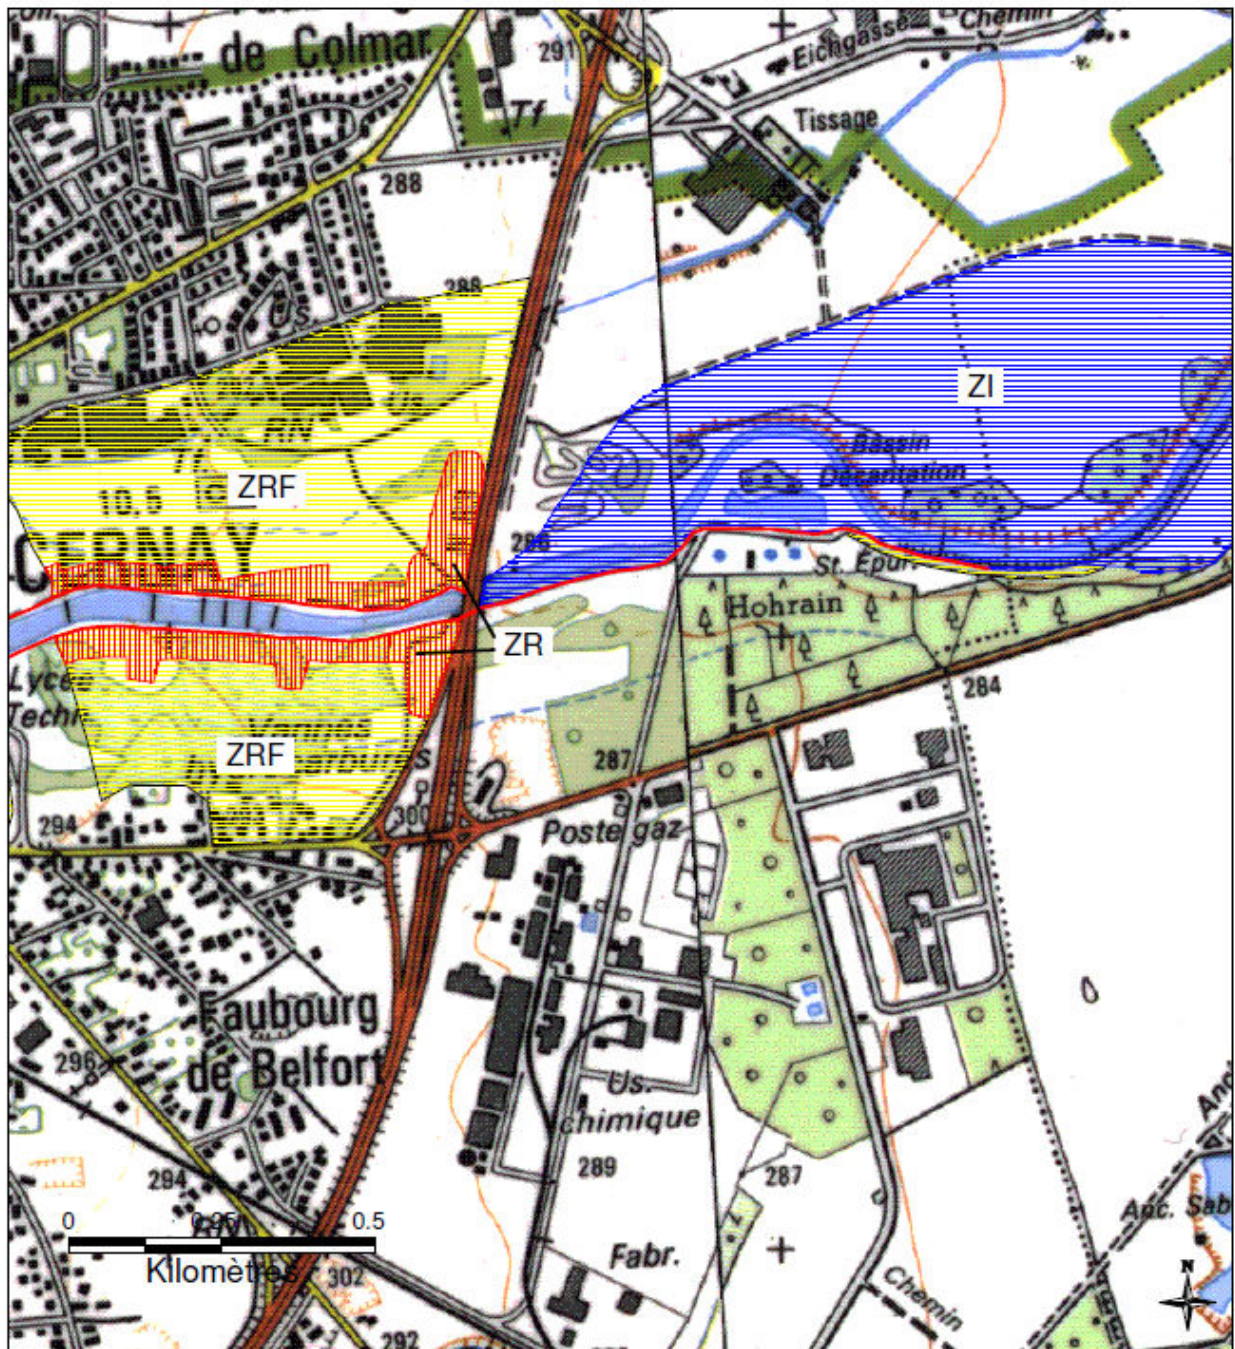 de Colmar
291
Eichgasse
Chemin
Tf
Tissage
288
288
Us.
ZI
RN
Bassin
Décantation
ZRF
10,5
CERNAY
286
St. Epur.
Hohrain
ZR
Lycée
Techn
284
ZRF
287
300
294
Poste gaz
Faubourg
de Belfort
296
Us.
chimique
289
287
294
Anc. Sab
0 0.25 0.5
Kilomètres
302
Fabr.
N
Chemin
292